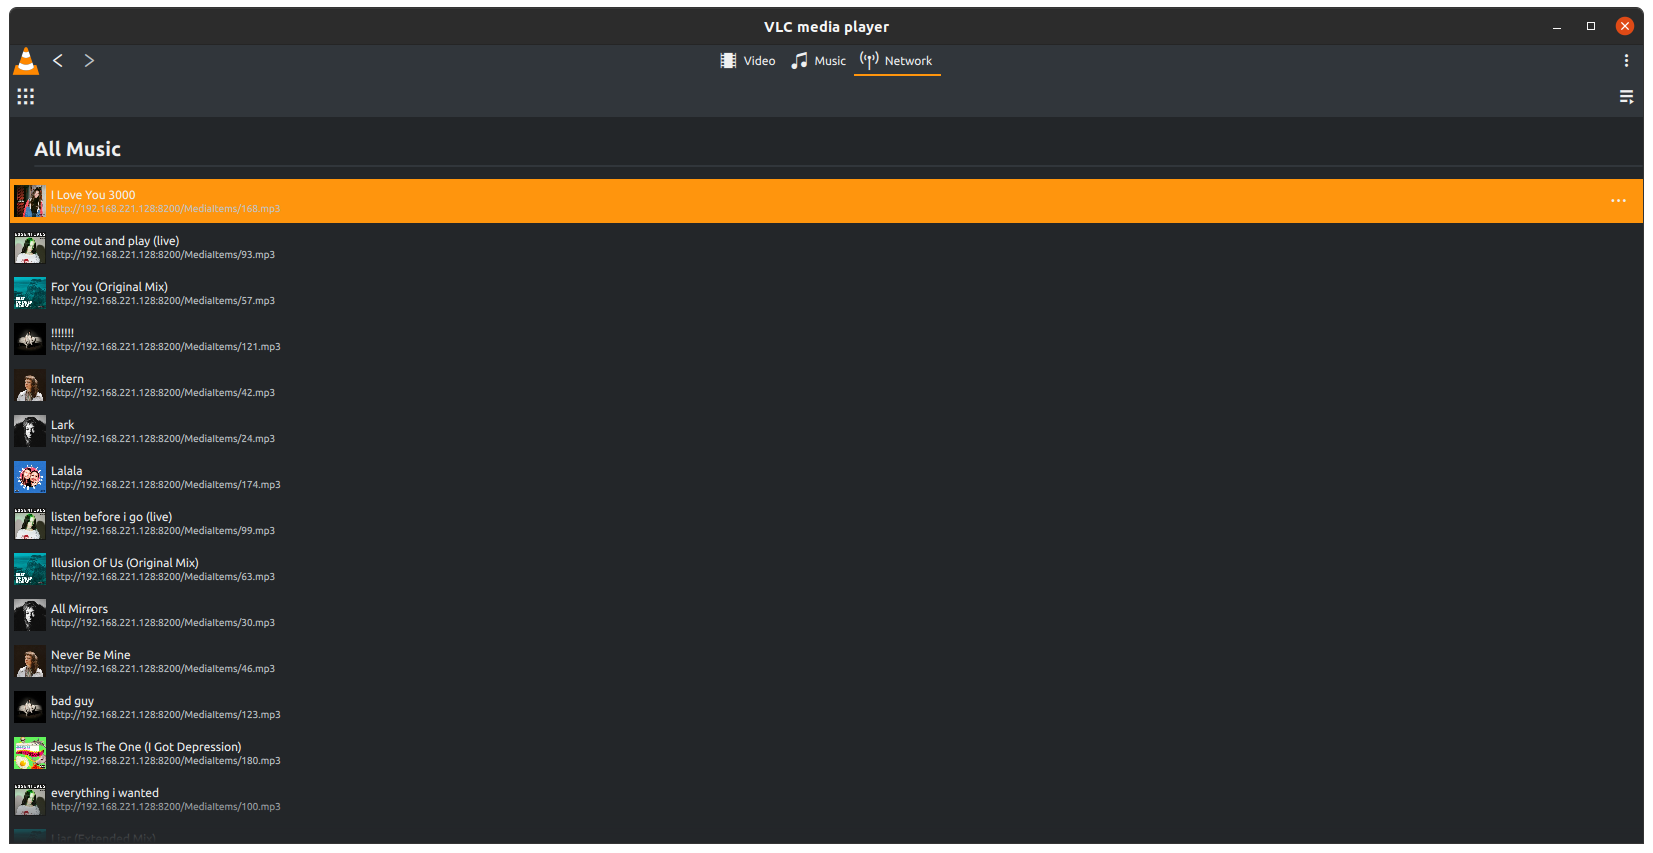 VLC media player
Video Music Network
All Music
I Love You 3000
http://192.168.221.128:8200/MediaItems/168.mp3
come out and play (live)
http://192.168.221.128:8200/MediaItems/93.mp3
For You (Original Mix)
http://192.168.221.128:8200/MediaItems/57.mp3
!!!!!!!
http://192.168.221.128:8200/MediaItems/121.mp3
Intern
http://192.168.221.128:8200/MediaItems/42.mp3
Lark
http://192.168.221.128:8200/MediaItems/24.mp3
Lalala
http://192.168.221.128:8200/MediaItems/174.mp3
listen before i go (live)
http://192.168.221.128:8200/MediaItems/99.mp3
Illusion Of Us (Original Mix)
http://192.168.221.128:8200/MediaItems/63.mp3
All Mirrors
http://192.168.221.128:8200/MediaItems/30.mp3
Never Be Mine
http://192.168.221.128:8200/MediaItems/46.mp3
bad guy
http://192.168.221.128:8200/MediaItems/123.mp3
Jesus Is The One (I Got Depression)
http://192.168.221.128:8200/MediaItems/180.mp3
everything i wanted
http://192.168.221.128:8200/MediaItems/100.mp3
Liar (Extended Mix)